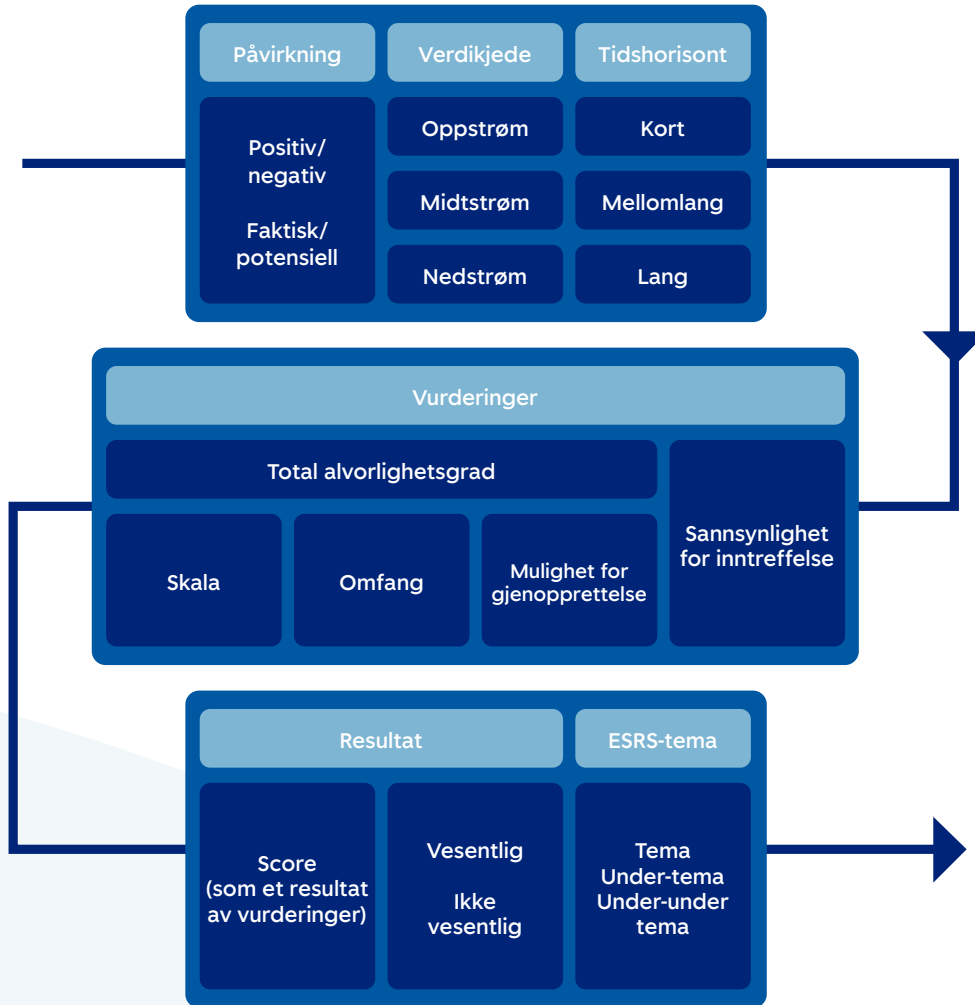 Påvirkning
Verdikjede
Tidshorisont
Positiv/
negativ
Faktisk/
potensiell
Oppstrøm
Midtstrøm
Nedstrøm
Kort
Mellomlang
Lang
Vurderinger
Total alvorlighetsgrad
Skala
Omfang
Mulighet for
gjenopprettelse
Sannsynlighet
for inntreffelse
Resultat
ESRS-tema
Score
(som et resultat
av vurderinger)
Vesentlig
Ikke
vesentlig
Tema
Under-tema
Under-under
tema